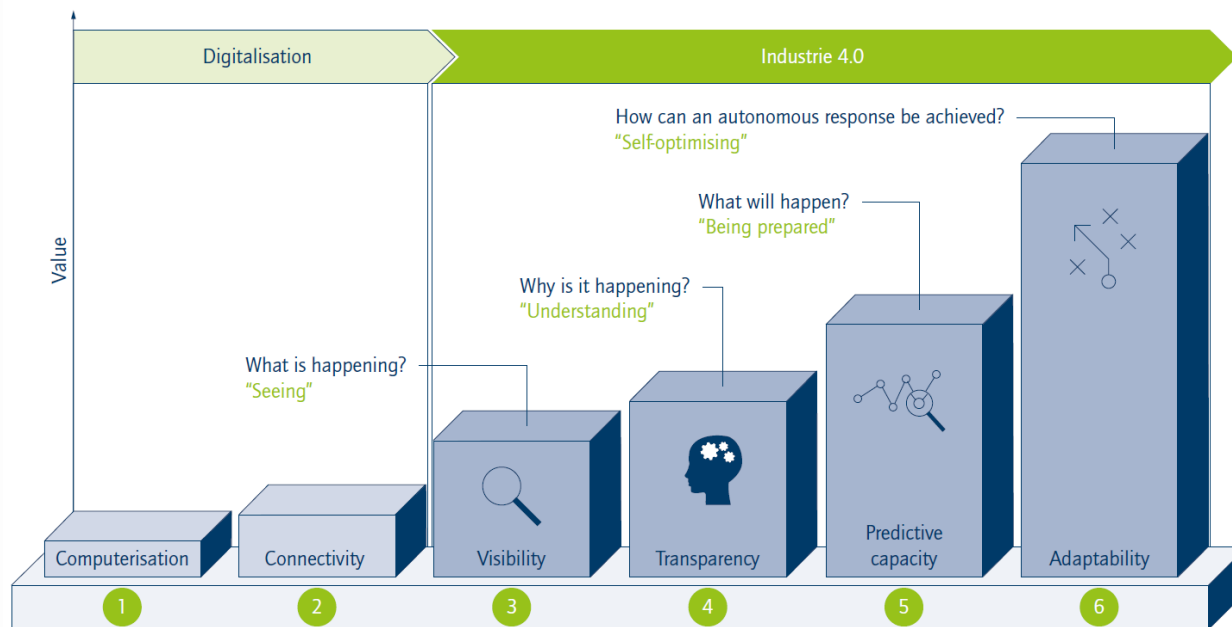 Digitalisation
Industrie 4.0
How can an autonomous response be achieved?
“Self-optimising”
What will happen?
“Being prepared”
Value
Why is it happening?
“Understanding”
What is happening?
“Seeing”
Computerisation
Connectivity
Visibility
Transparency
Predictive
capacity
Adaptability
1
2
3
4
5
6